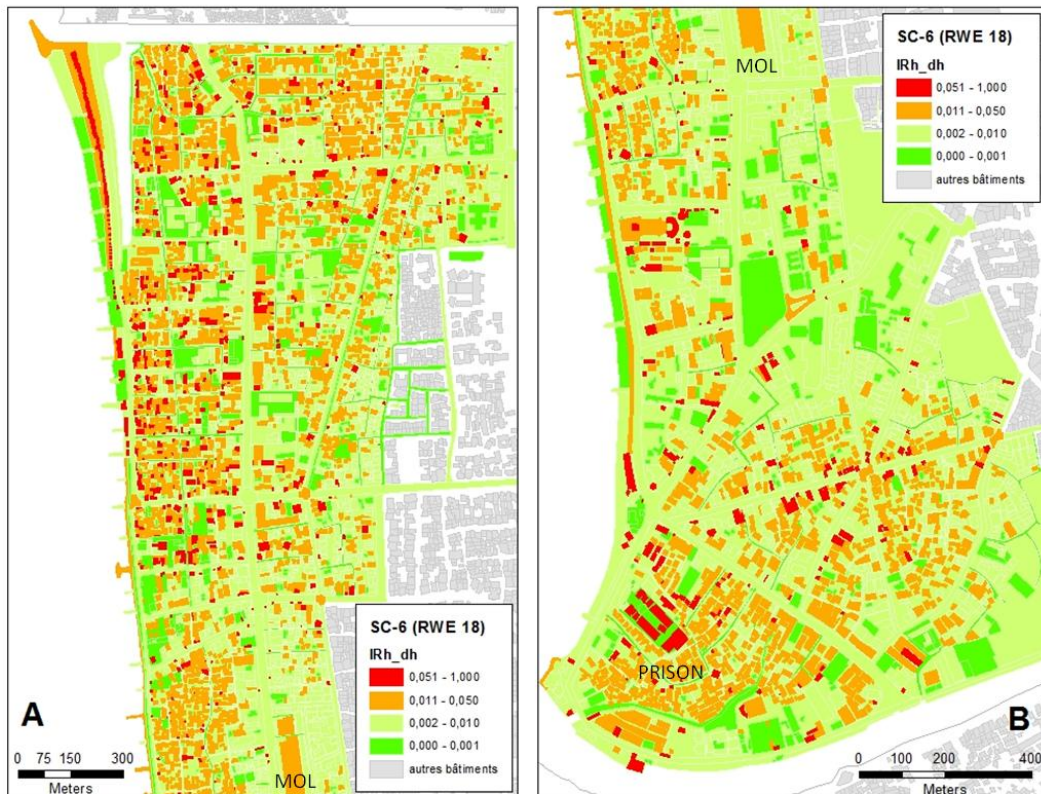 SC-6 (RWE 18)
IRh_dh
0,051 - 1,000
0,011 - 0,050
0,002 - 0,010
0,000 - 0,001
autres bâtiments
A
0 75 150 300
Meters
MOL
MOL
SC-6 (RWE 18)
IRh_dh
0,051 - 1,000
0,011 - 0,050
0,002 - 0,010
0,000 - 0,001
autres bâtiments
PRISON
B
0 100 200 400
Meters